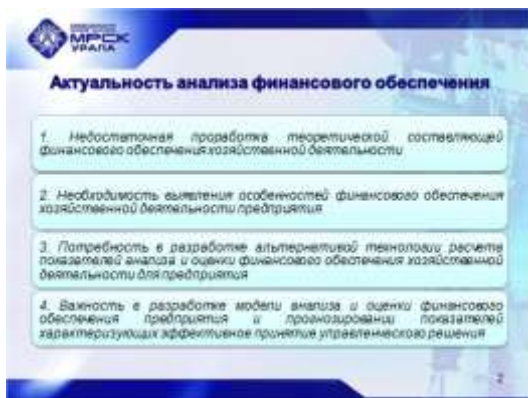 МРСК
УРАЛА
Актуальность анализа финансового обеспечения
1. Недостаточная проработка теоретической составляющей
финансового обеспечения хозяйственной деятельности
2. Необходимость выявления особенностей финансового обеспечения
хозяйственной деятельности предприятия
3. Потребность в разработке альтернативой технологии расчета
показателей анализа и оценки финансового обеспечения хозяйственной
деятельности для предприятия
4. Важность в разработке модели анализа и оценки финансового
обеспечения предприятия и прогнозировании показателей
характеризующих эффективное принятие управленческого решения
2